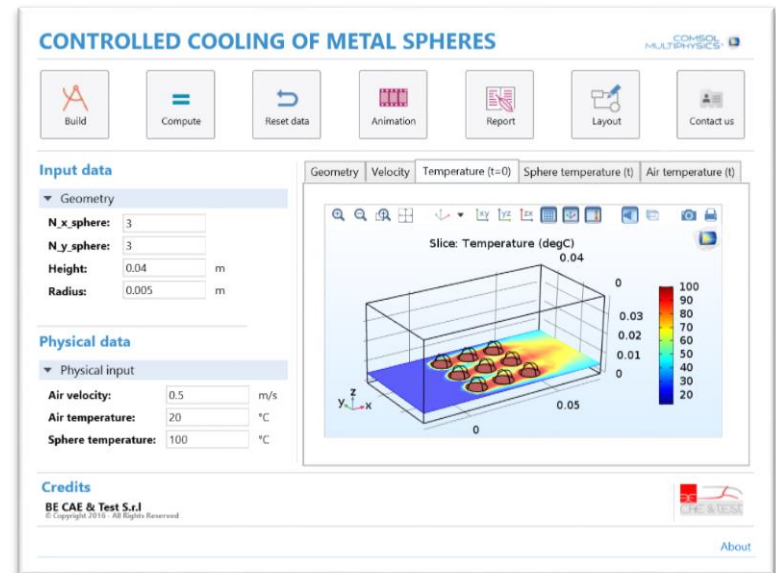 CONTROLLED COOLING OF METAL SPHERES
COMSOL
MULTIPHYSICS®
Build
Compute
Reset data
Animation
Report
Layout
Contact us
Input data
Geometry
N_x_sphere: 3
N_y_sphere: 3
Height: 0.04 m
Radius: 0.005 m
Physical data
Physical input
Air velocity: 0.5 m/s
Air temperature: 20 °C
Sphere temperature: 100 °C
Geometry Velocity Temperature (t=0) Sphere temperature (t) Air temperature (t)
xy yz zx
Slice: Temperature (degC)
0.04
0
0.03
0.02
0.01
0
0.05
0
z
y x
100
90
80
70
60
50
40
30
20
Credits
BE CAE & Test S.r.l
© Copyright 2016 - All Rights Reserved
CAE & TEST
About